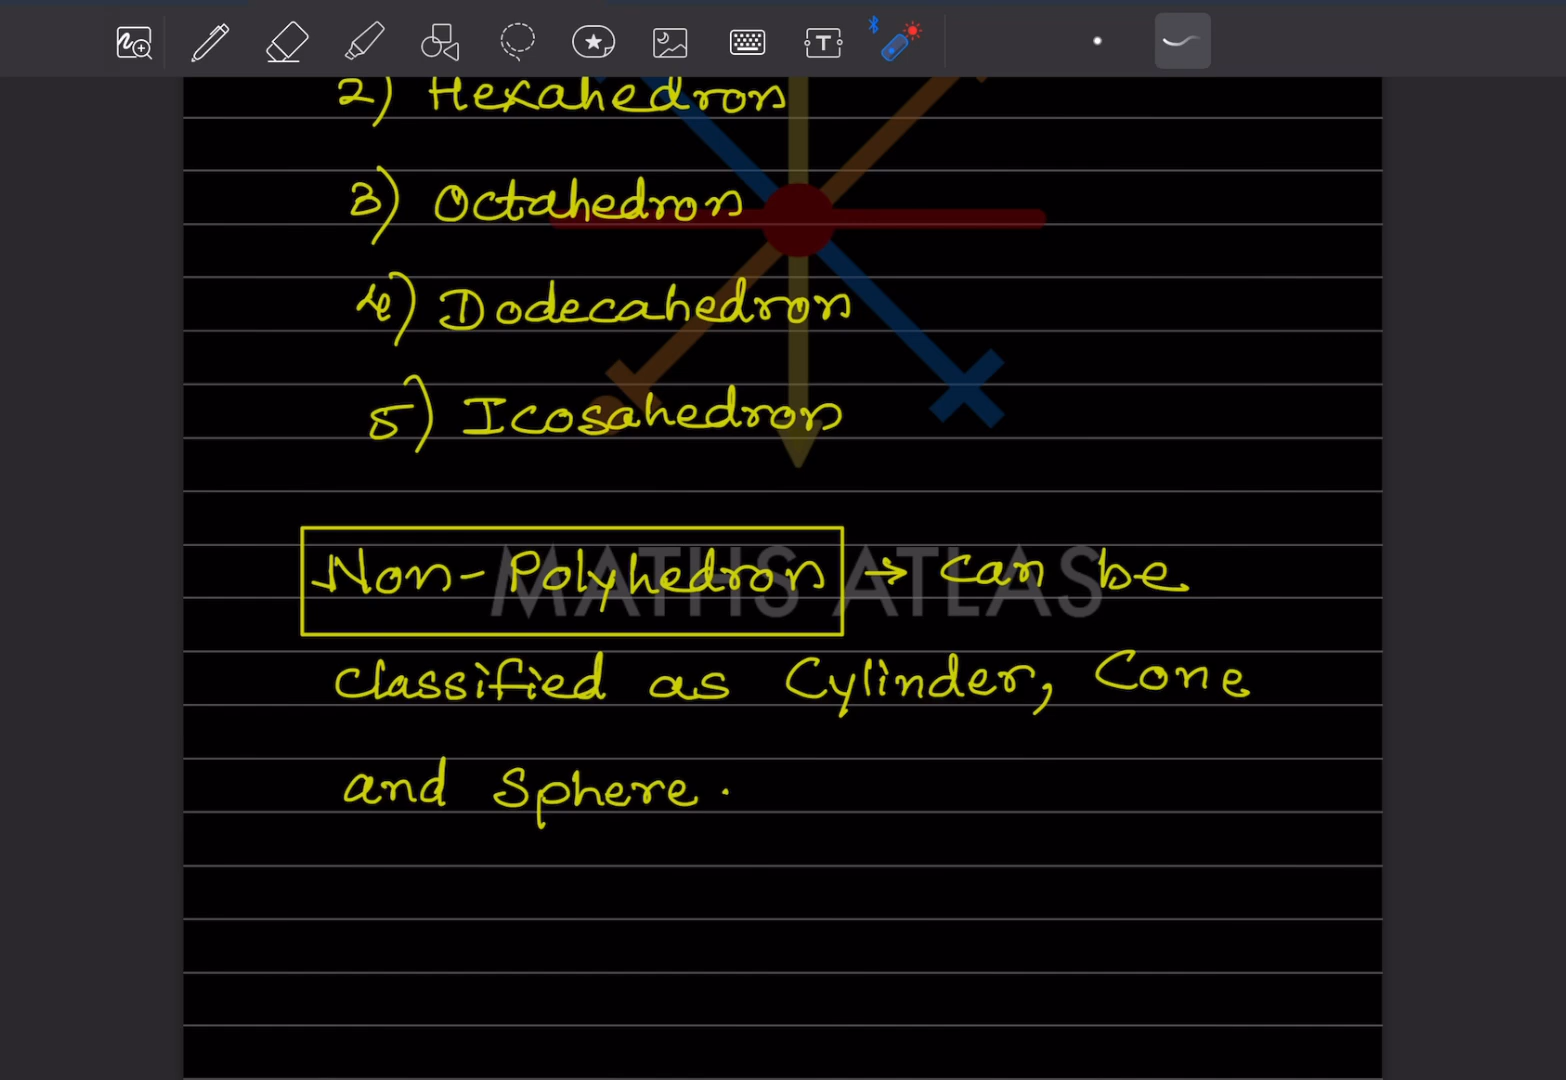 2) Hexahedron
3) Octahedron
4) Dodecahedron
5) Icosahedron
MATHS ATLAS
Non-Polyhedron → can be
classified as Cylinder, Cone
and Sphere.